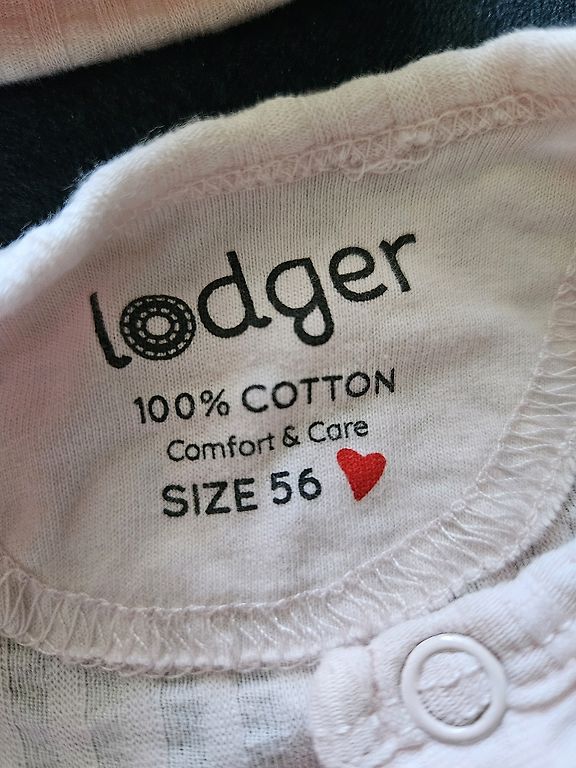 lodger
100% COTTON
Comfort & Care
SIZE 56